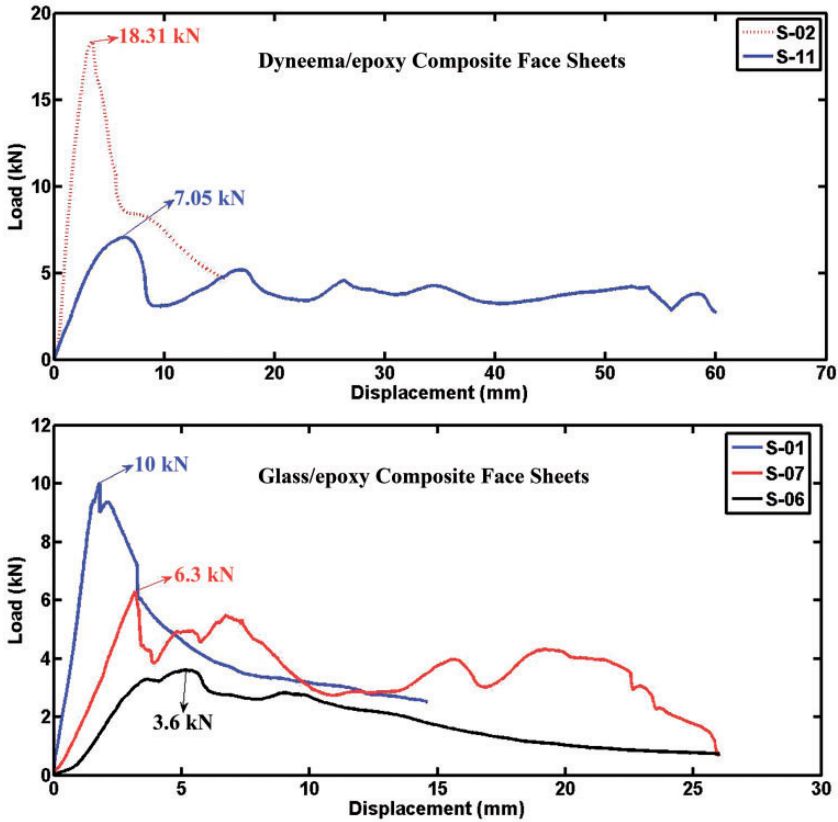 20
15
10
5
0
Load (kN)
18.31 kN
7.05 kN
Dyneema/epoxy Composite Face Sheets
S-02
S-11
0 10 20 30 40 50 60 70
Displacement (mm)
12
10
8
6
4
2
0
Load (kN)
10 kN
6.3 kN
3.6 kN
Glass/epoxy Composite Face Sheets
S-01
S-07
S-06
0 5 10 15 20 25 30
Displacement (mm)